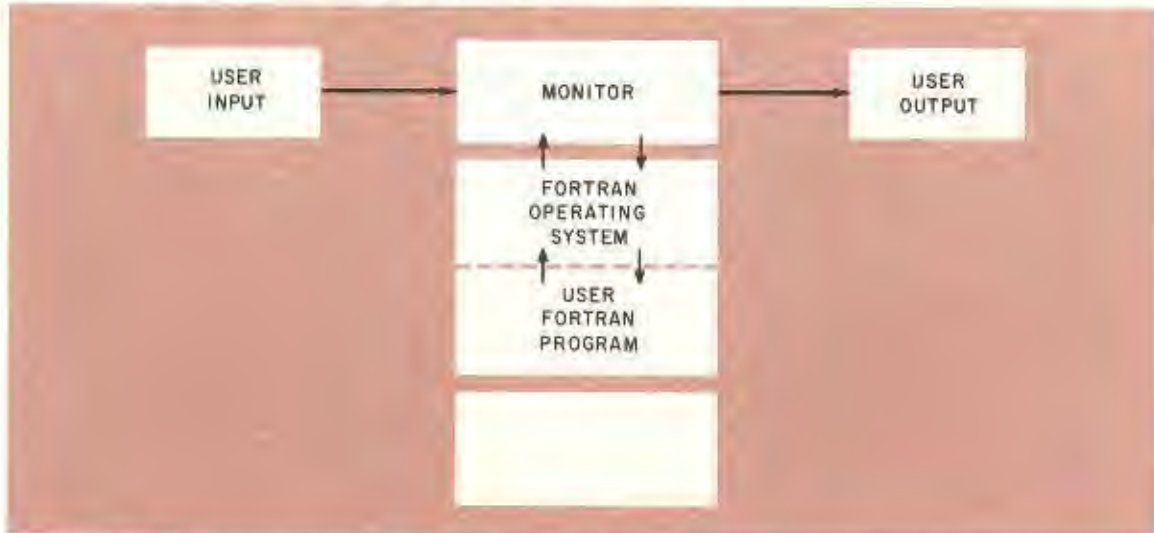 USER
INPUT
MONITOR
USER
OUTPUT
FORTRAN
OPERATING
SYSTEM
USER
FORTRAN
PROGRAM